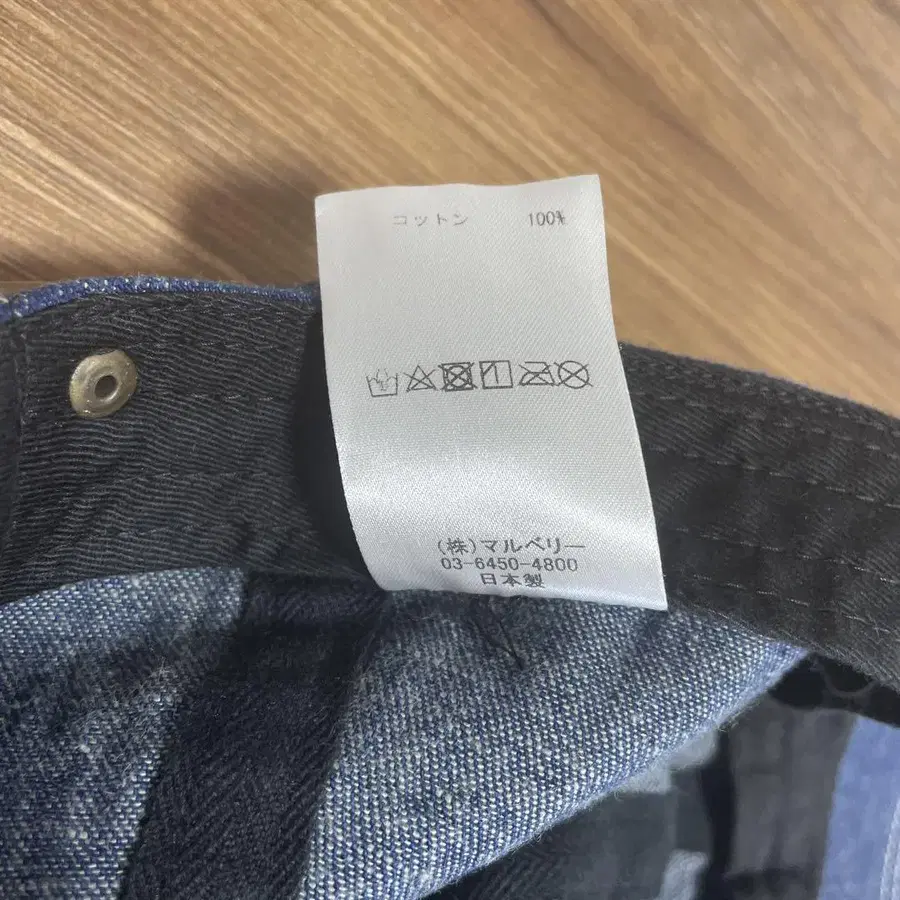 コットン 100%
(株)マルベリー
03-6450-4800
日本製